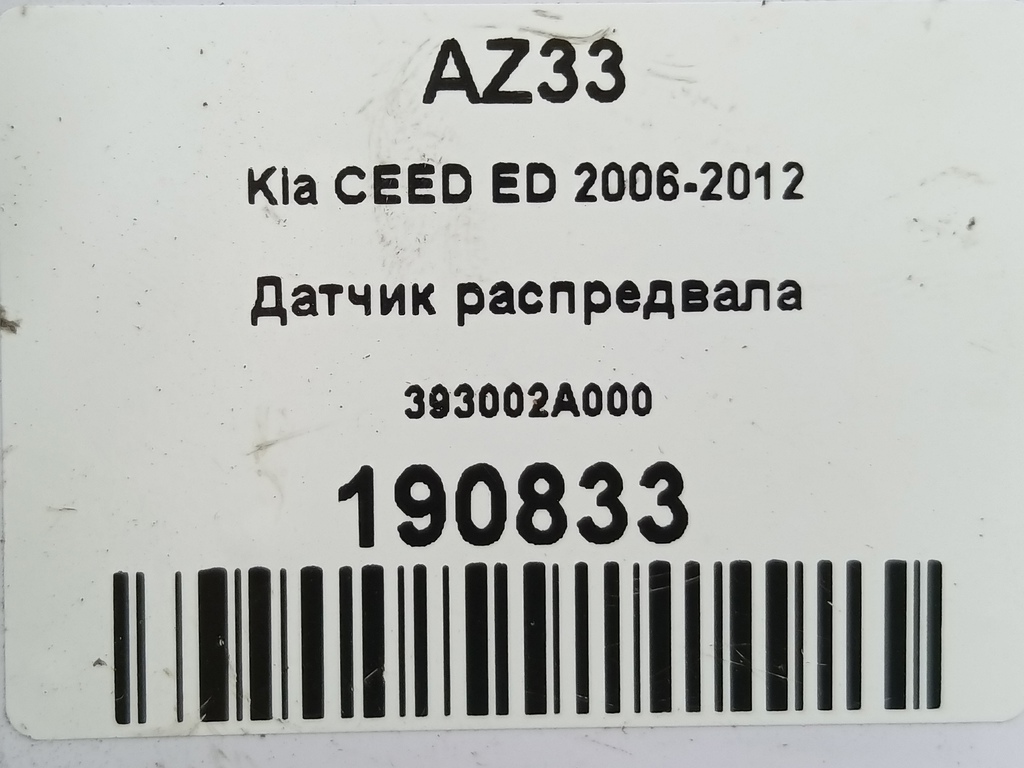 AZ33
Kia CEED ED 2006-2012
Датчик распредвала
393002A000
190833